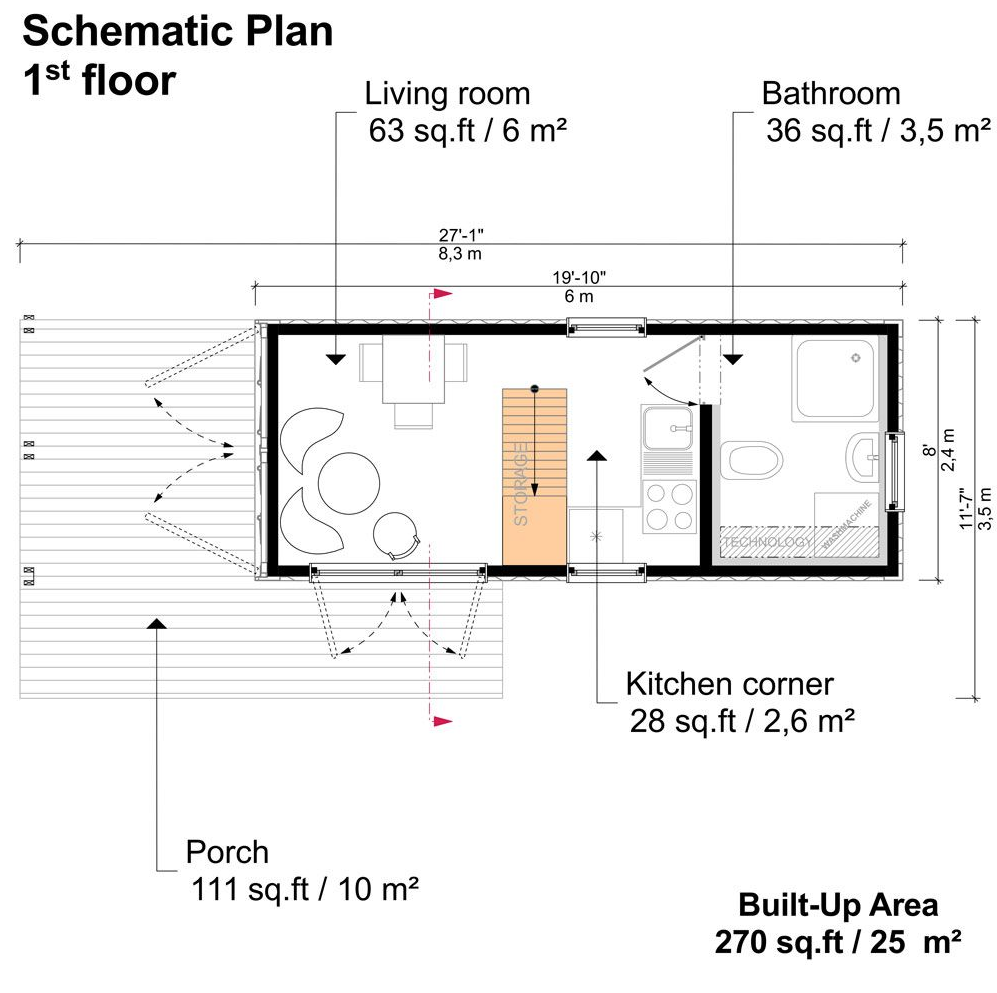 Schematic Plan
1st floor
Living room
63 sq.ft / 6 m²
Bathroom
36 sq.ft / 3,5 m²
27'-1"
8,3 m
19'-10"
6 m
8'
2,4 m
11'-7"
3,5 m
STORAGE
TECHNOLOGY
WASHMACHINE
Kitchen corner
28 sq.ft / 2,6 m²
Porch
111 sq.ft / 10 m²
Built-Up Area
270 sq.ft / 25 m²